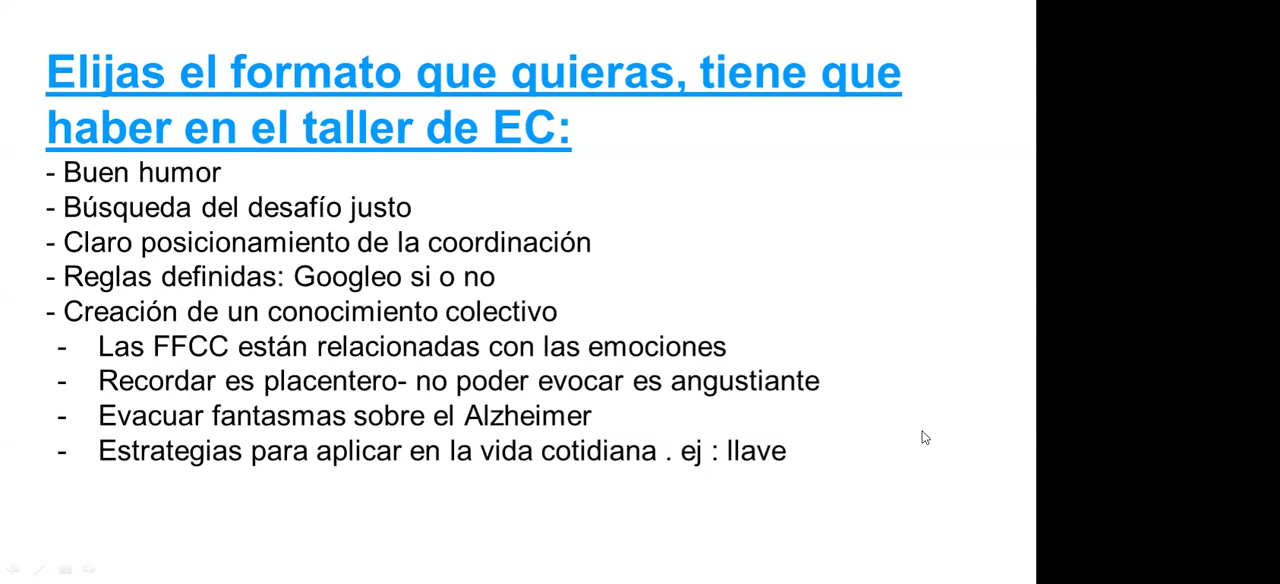 Elijas el formato que quieras, tiene que
haber en el taller de EC:
- Buen humor
- Búsqueda del desafío justo
- Claro posicionamiento de la coordinación
- Reglas definidas: Googleo si o no
- Creación de un conocimiento colectivo
- Las FFCC están relacionadas con las emociones
- Recordar es placentero- no poder evocar es angustiante
- Evacuar fantasmas sobre el Alzheimer
- Estrategias para aplicar en la vida cotidiana . ej : llave